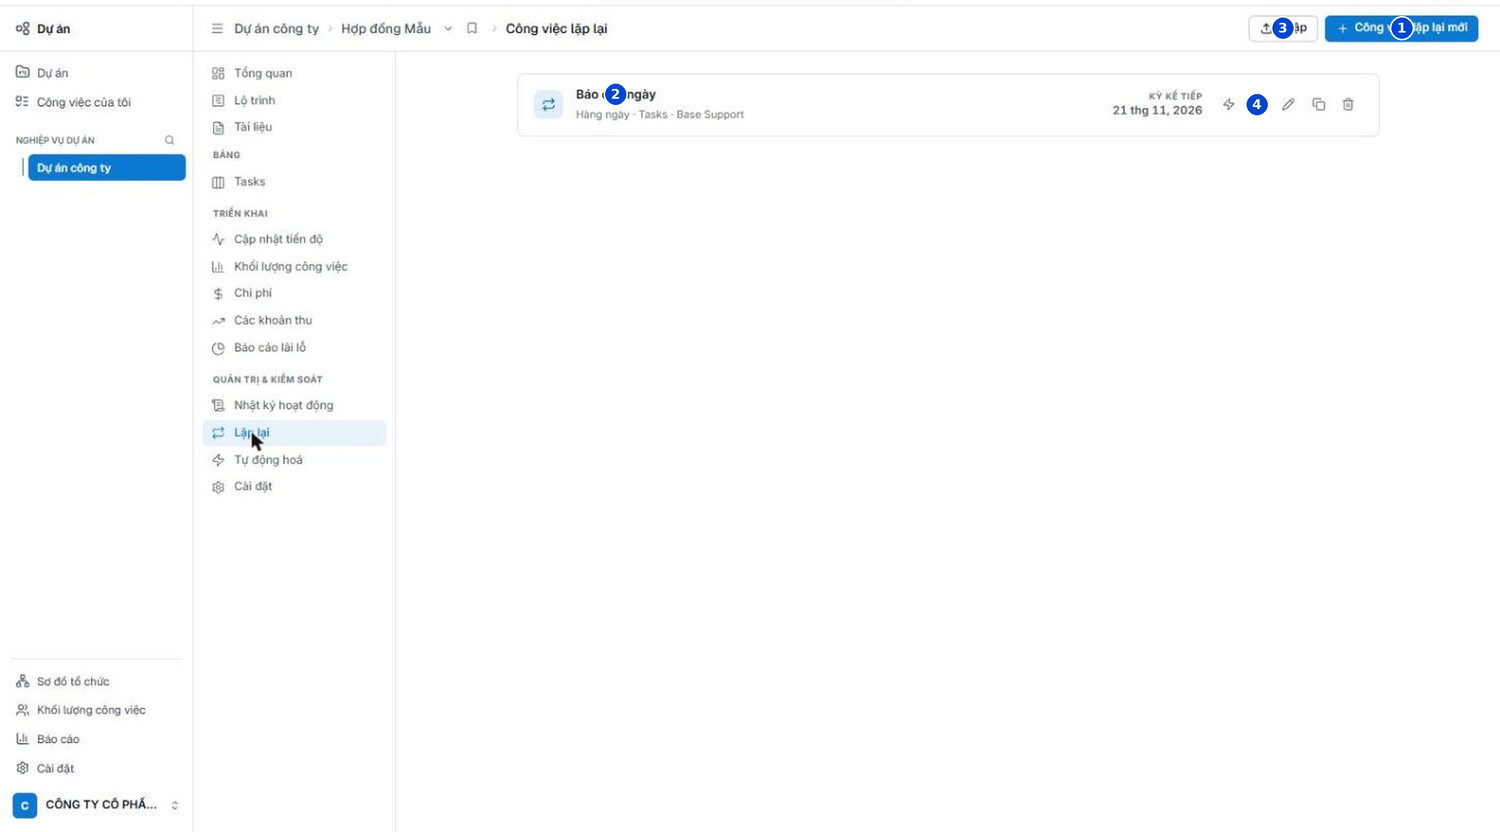 Dự án
Dự án công ty › Hợp đồng Mẫu › Công việc lặp lại
3
Công 1 lặp lại mới
Dự án
Công việc của tôi
NGHIỆP VỤ DỰ ÁN
Dự án công ty
Tổng quan
Lộ trình
Tài liệu
BẢNG
Tasks
TRIỂN KHAI
Cập nhật tiến độ
Khối lượng công việc
Chi phí
Các khoản thu
Báo cáo lãi lỗ
QUẢN TRỊ & KIỂM SOÁT
Nhật ký hoạt động
Lặp lại
Tự động hoá
Cài đặt
Báo 2 ngày
Hàng ngày · Tasks · Base Support
KỲ KẾ TIẾP
21 thg 11, 2026
4
Sơ đồ tổ chức
Khối lượng công việc
Báo cáo
Cài đặt
C CÔNG TY CỔ PHẦ...